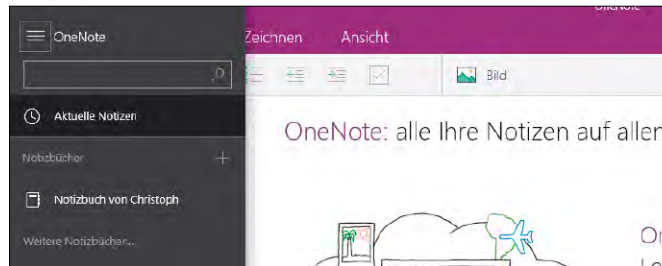 OneNote
OneNote
Zeichnen Ansicht
Bild
Aktuelle Notizen
OneNote: alle Ihre Notizen auf allen
Notizbücher
Notizbuch von Christoph
Weitere Notizbücher...